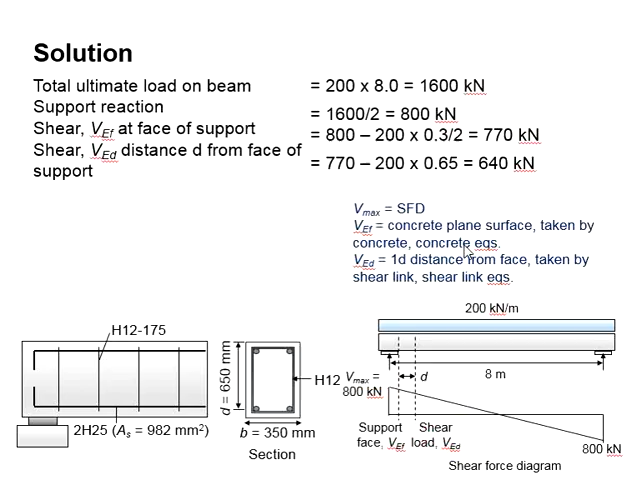 Solution
Total ultimate load on beam = 200 x 8.0 = 1600 kN
Support reaction = 1600/2 = 800 kN
Shear, VEf at face of support = 800 – 200 x 0.3/2 = 770 kN
Shear, VEd distance d from face of support = 770 – 200 x 0.65 = 640 kN
Vmax = SFD
VEf = concrete plane surface, taken by
concrete, concrete eqs.
VEd = 1d distance from face, taken by
shear link, shear link eqs.
H12-175
2H25 (As = 982 mm²)
d = 650 mm
H12
b = 350 mm
Section
200 kN/m
8 m
Vmax =
800 kN
d
Support
face, VEf
Shear
load, VEd
800 kN
Shear force diagram